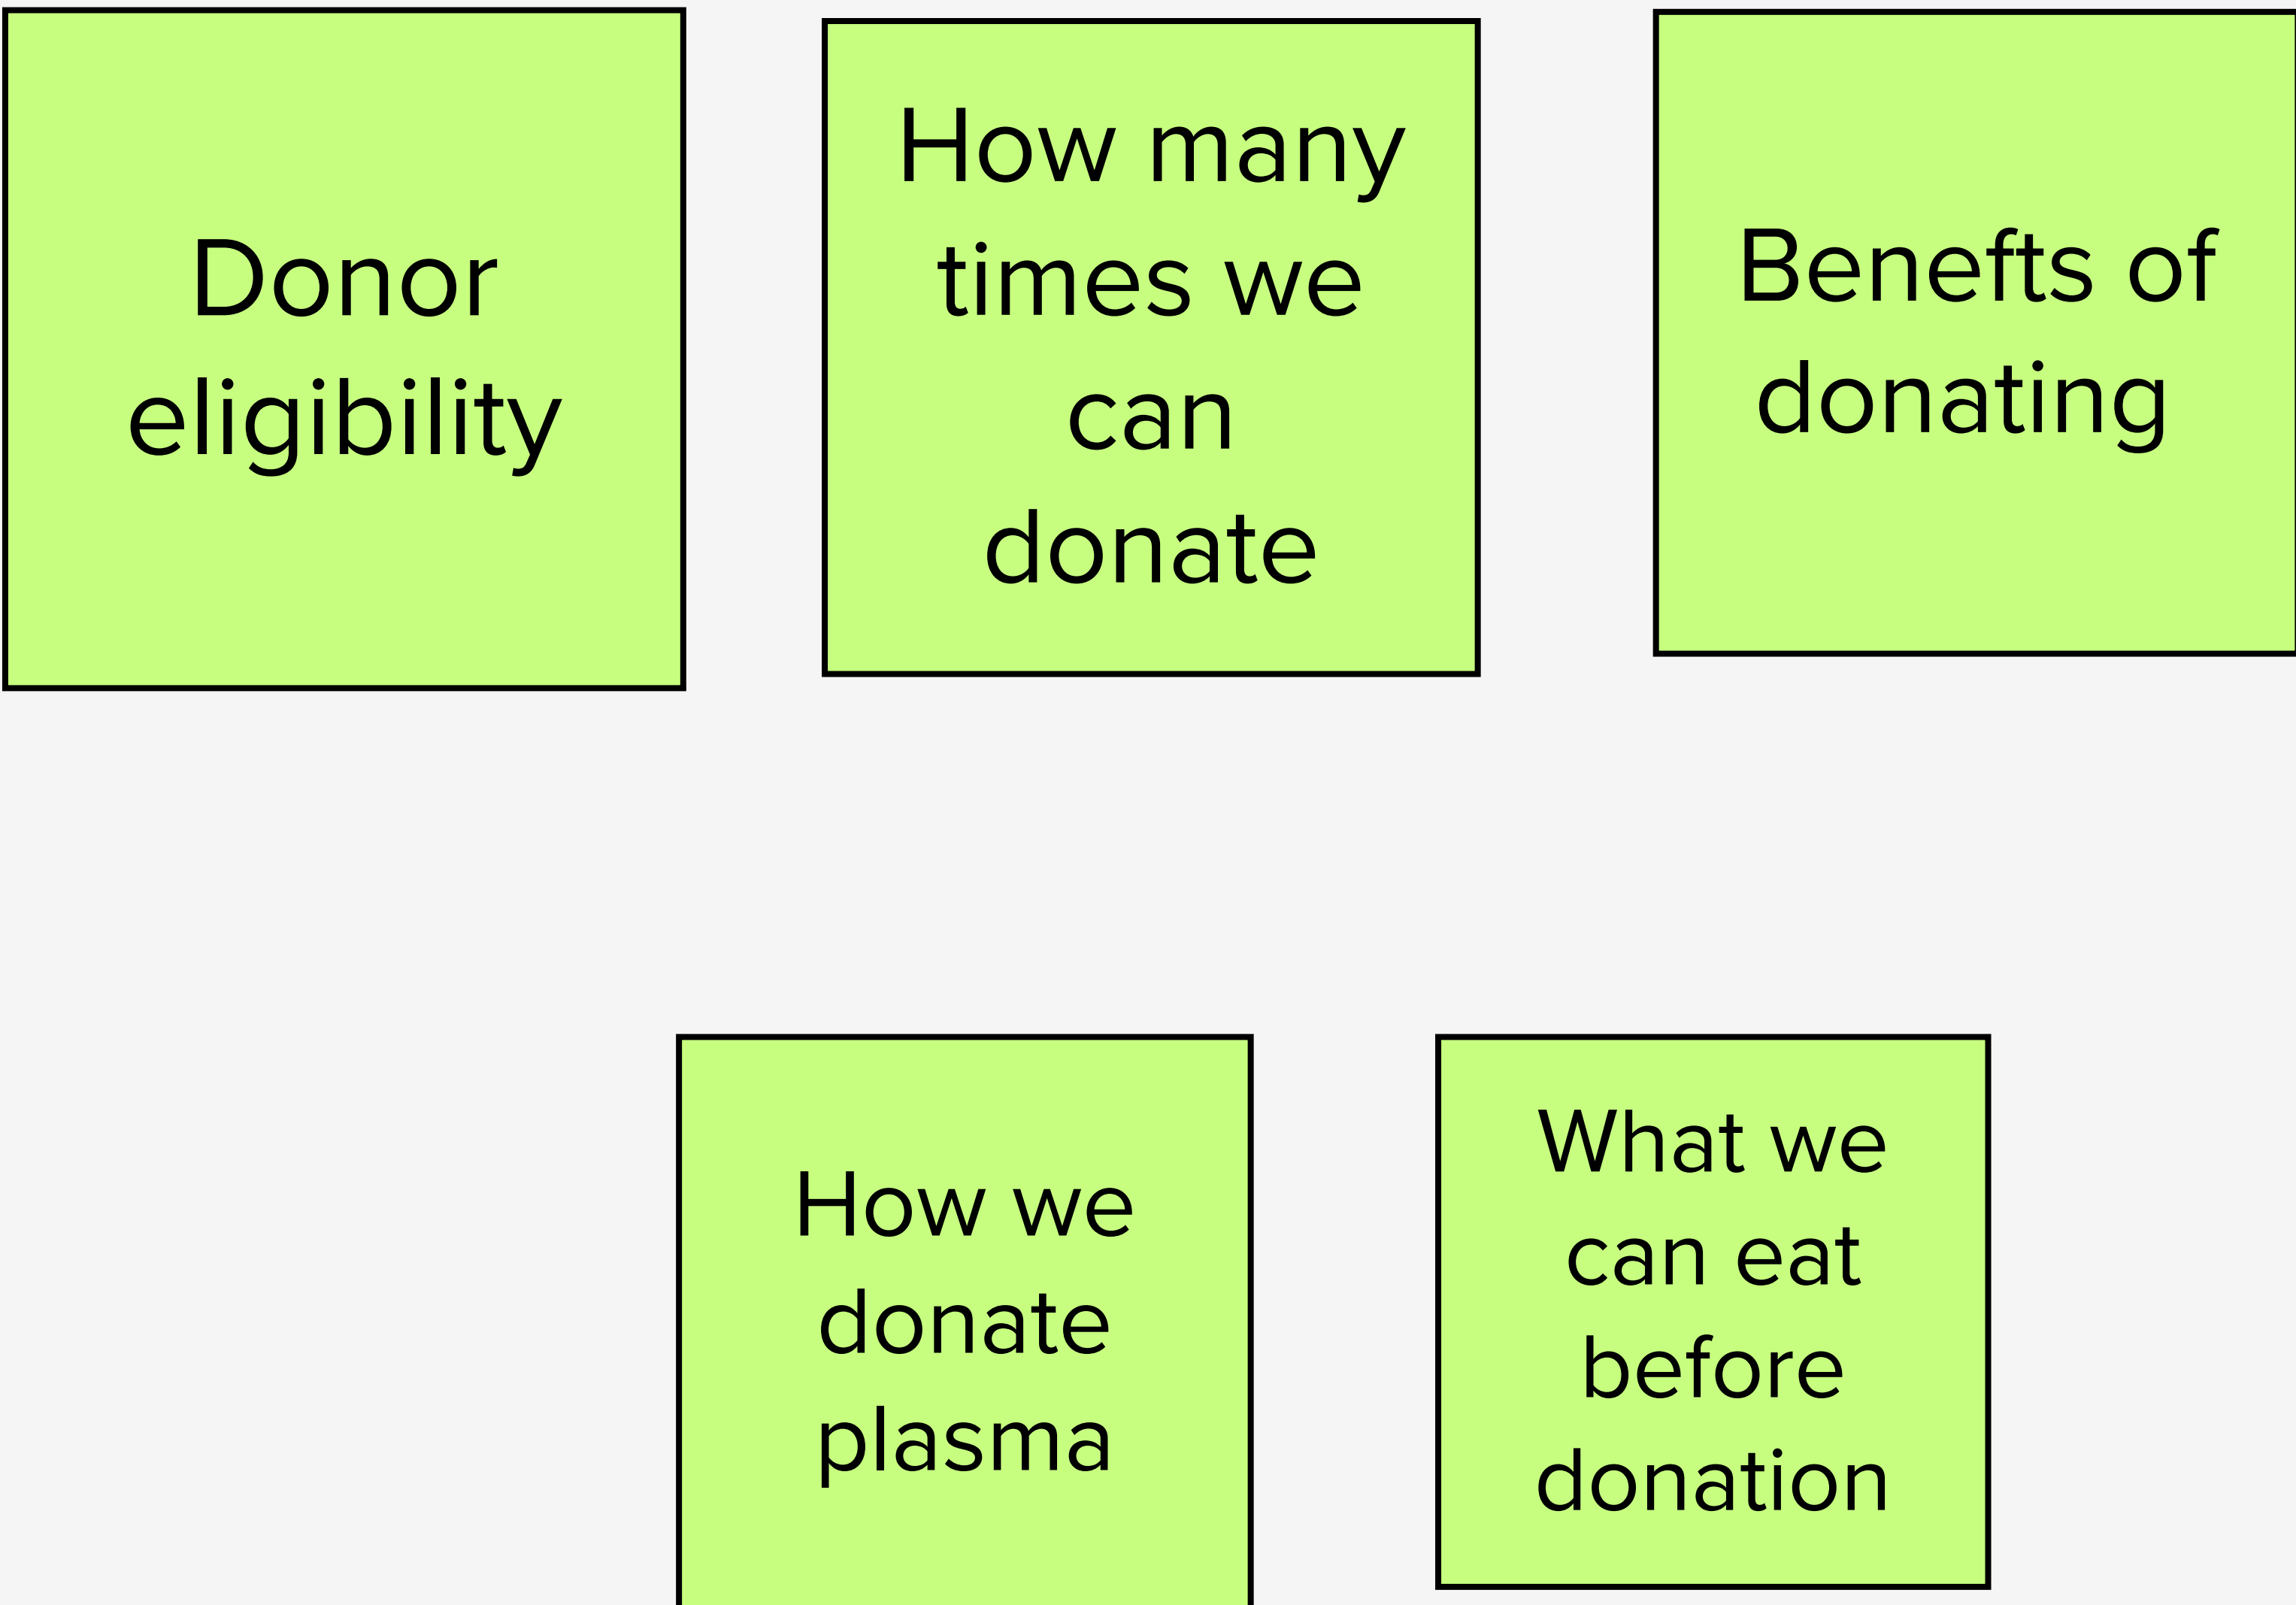 Donor
eligibility
How many
times we
can
donate
Benefts of
donating
How we
donate
plasma
What we
can eat
before
donation